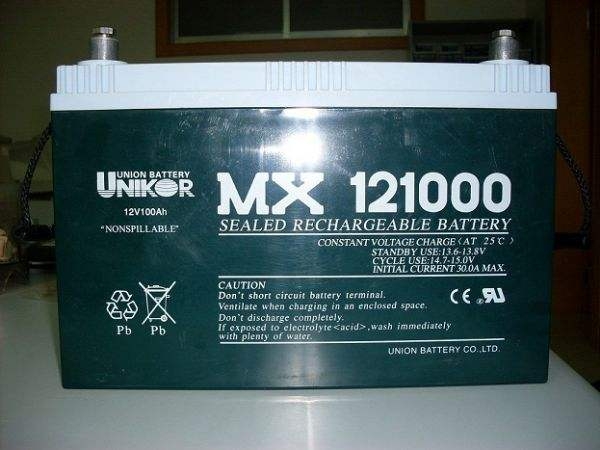 UNION BATTERY
UNIKOR
12V100Ah
"NONSPILLABLE"
MX 121000
SEALED RECHARGEABLE BATTERY
CONSTANT VOLTAGE CHARGE (AT 25°C)
STANDBY USE:13.6-13.8V
CYCLE USE:14.7-15.0V
INITIAL CURRENT 30.0A MAX.
CAUTION
Don't short circuit battery terminal.
Ventilate when charging in an enclosed space.
Don't discharge completely.
If exposed to electrolyte<acid>,wash immediately
with plenty of water.
CE RU
Pb Pb
UNION BATTERY CO.,LTD.